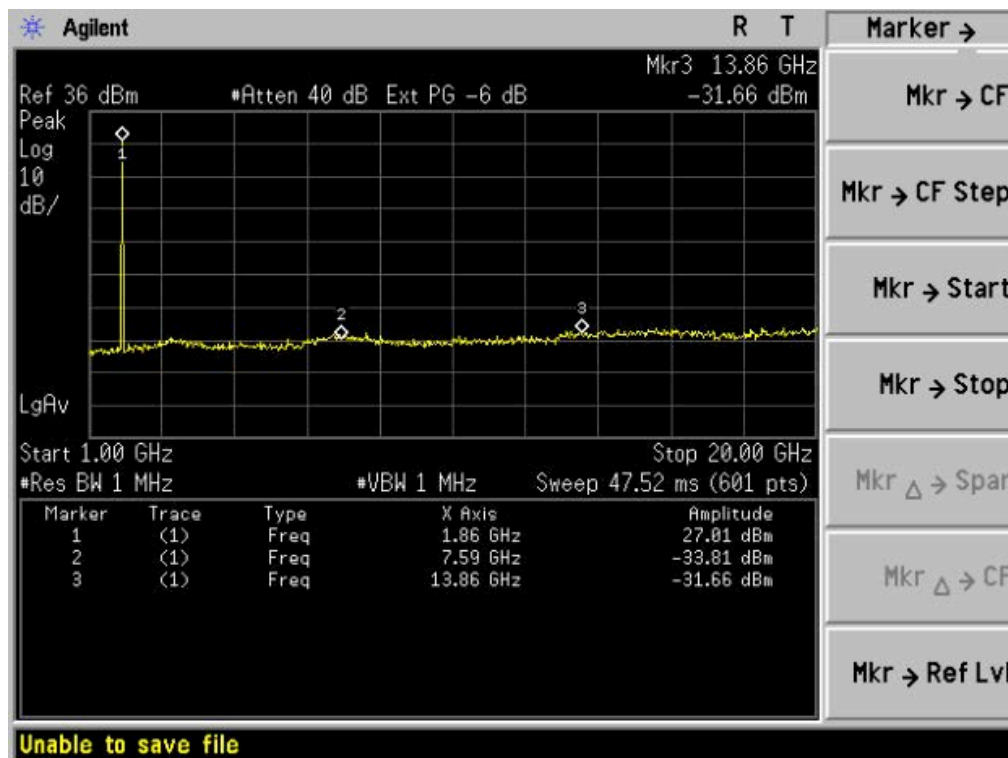 Agilent R T
Mkr3 13.86 GHz
Ref 36 dBm #Atten 40 dB Ext PG -6 dB -31.66 dBm
Peak
Log
10
dB/
1
2
3
LgAv
Start 1.00 GHz Stop 20.00 GHz
#Res BW 1 MHz #VBW 1 MHz Sweep 47.52 ms (601 pts)
Marker Trace Type X Axis Amplitude
1 (1) Freq 1.86 GHz 27.01 dBm
2 (1) Freq 7.59 GHz -33.81 dBm
3 (1) Freq 13.86 GHz -31.66 dBm
Unable to save file
Marker →
Mkr → CF
Mkr → CF Step
Mkr → Start
Mkr → Stop
Mkr Δ → Span
Mkr Δ → CF
Mkr → Ref Lvl